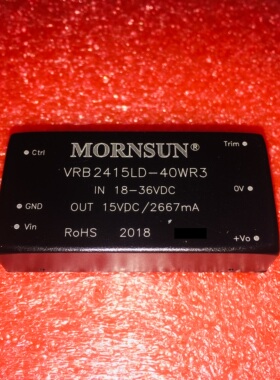 Ctrl
Trim
MORNSUN®
VRB2415LD-40WR3
IN 18-36VDC
0V
GND
OUT 15VDC/2667mA
Vin
RoHS 2018
+Vo